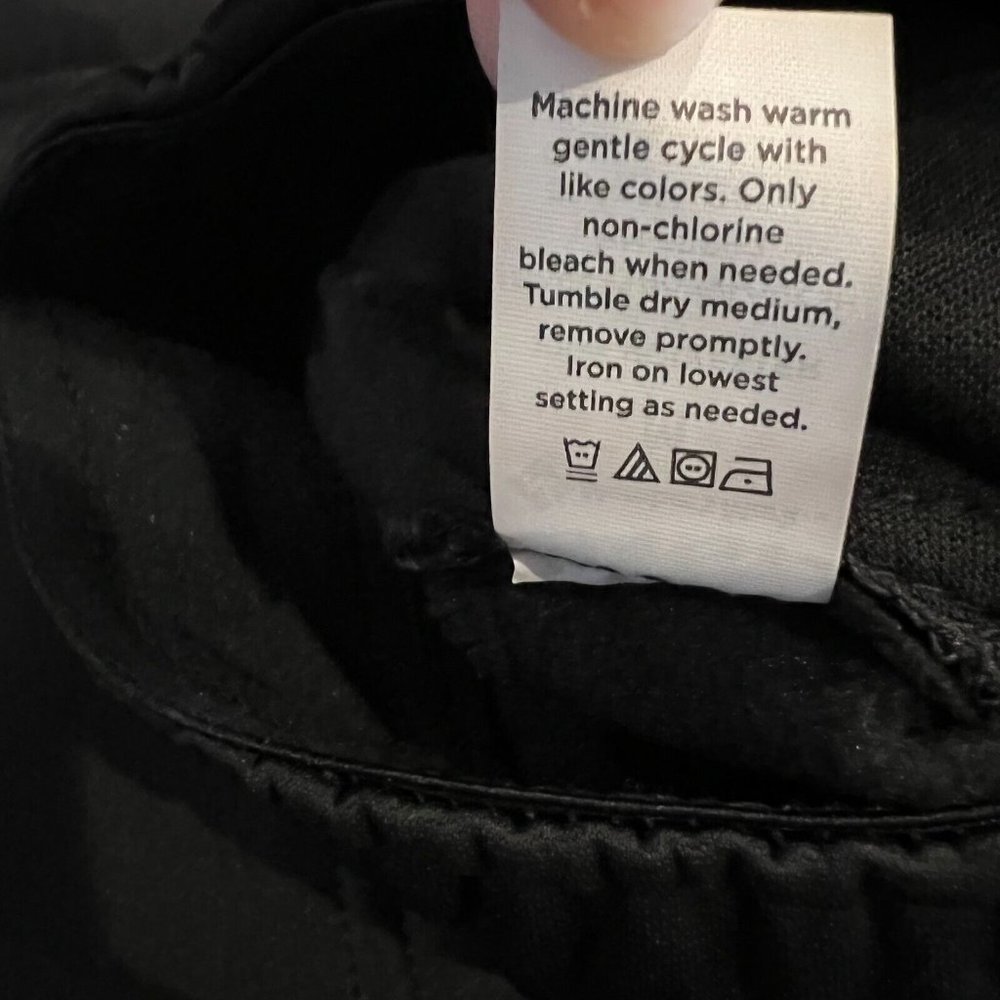 Machine wash warm
gentle cycle with
like colors. Only
non-chlorine
bleach when needed.
Tumble dry medium,
remove promptly.
Iron on lowest
setting as needed.